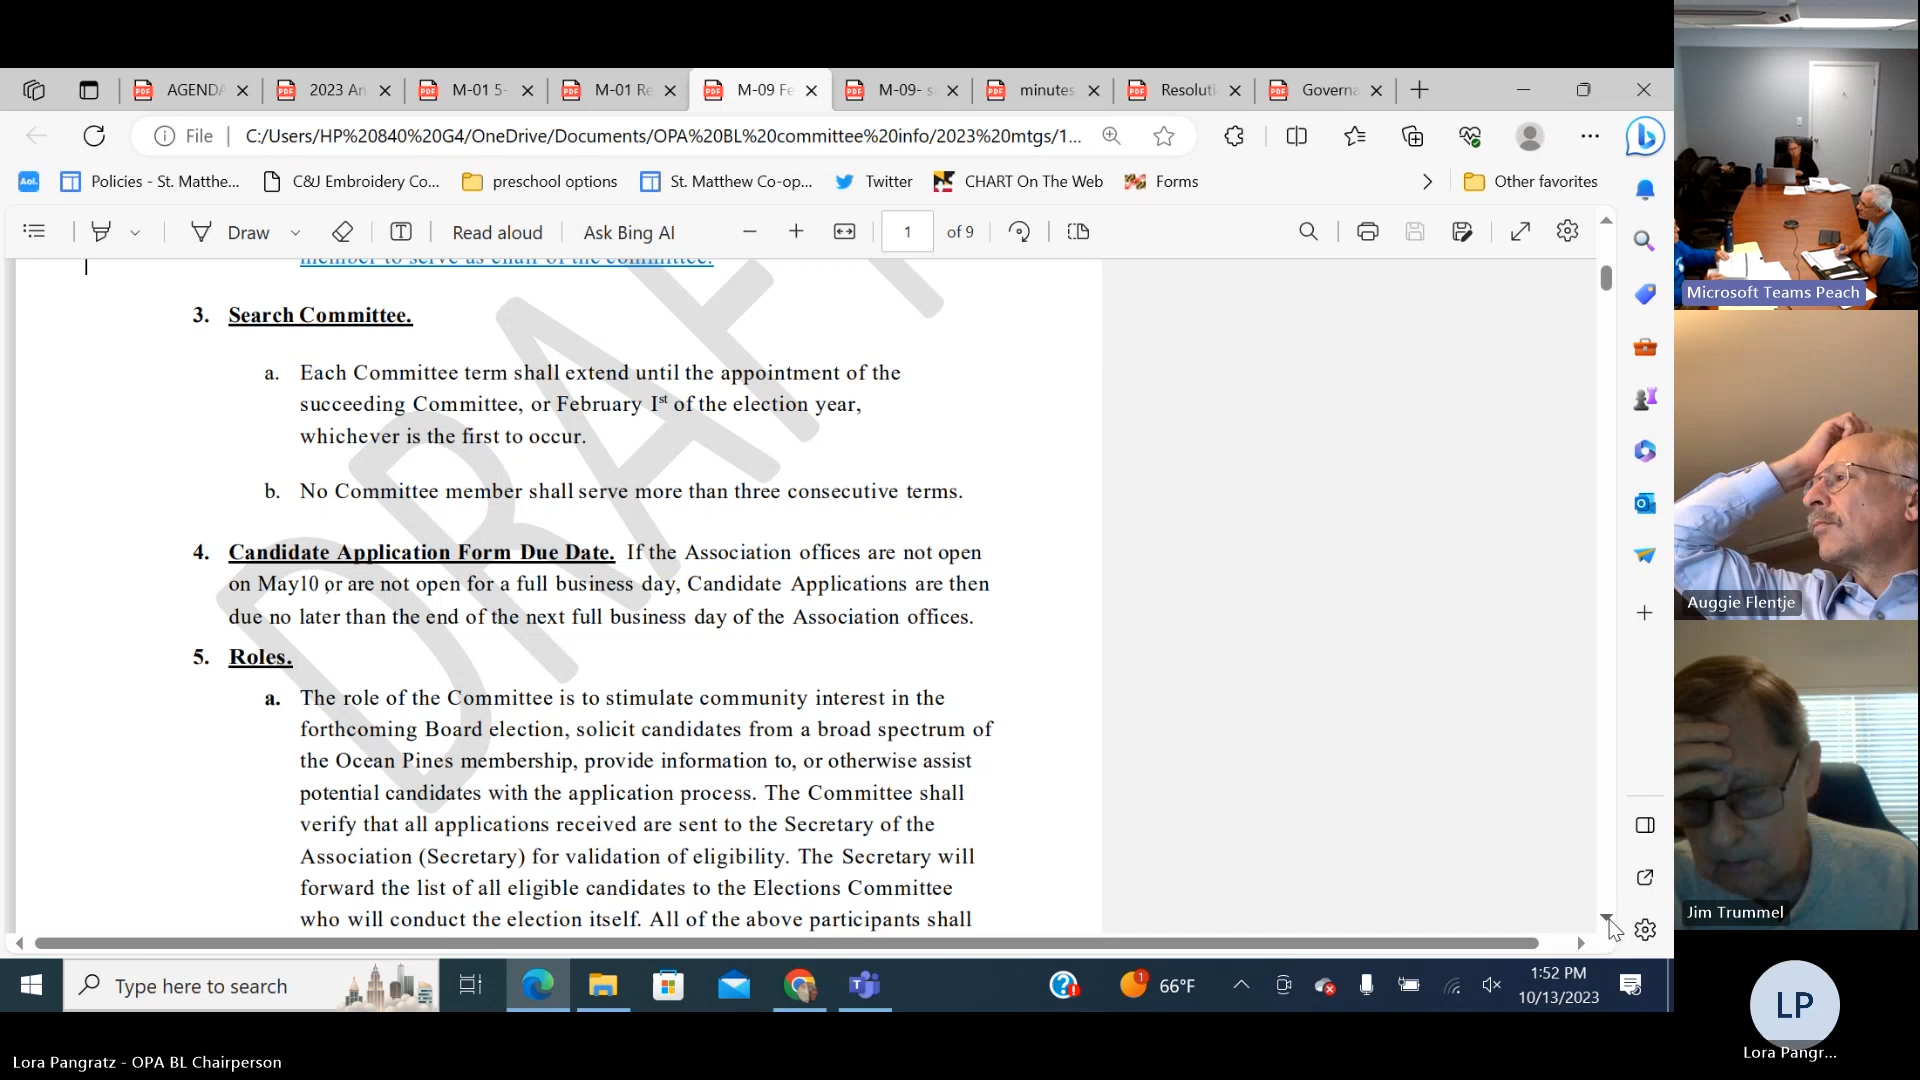 AGENDA
2023 An
M-01 5-
M-01 Re
M-09 Fe
M-09- s
minutes
Resoluti
Governa
File
C:/Users/HP%20840%20G4/OneDrive/Documents/OPA%20BL%20committee%20info/2023%20mtgs/1...
Aol.
Policies - St. Matthe...
C&J Embroidery Co...
preschool options
St. Matthew Co-op...
Twitter
CHART On The Web
Forms
Other favorites
Draw
Read aloud
Ask Bing AI
1
of 9
member to serve as chair of the committee.
3. Search Committee.
a. Each Committee term shall extend until the appointment of the
succeeding Committee, or February Ist of the election year,
whichever is the first to occur.
b. No Committee member shall serve more than three consecutive terms.
4. Candidate Application Form Due Date. If the Association offices are not open
on May10 or are not open for a full business day, Candidate Applications are then
due no later than the end of the next full business day of the Association offices.
5. Roles.
a. The role of the Committee is to stimulate community interest in the
forthcoming Board election, solicit candidates from a broad spectrum of
the Ocean Pines membership, provide information to, or otherwise assist
potential candidates with the application process. The Committee shall
verify that all applications received are sent to the Secretary of the
Association (Secretary) for validation of eligibility. The Secretary will
forward the list of all eligible candidates to the Elections Committee
who will conduct the election itself. All of the above participants shall
DRAFT
Type here to search
1
66°F
1:52 PM
10/13/2023
Microsoft Teams Peach
Auggie Flentje
Jim Trummel
LP
Lora Pangr...
Lora Pangratz - OPA BL Chairperson